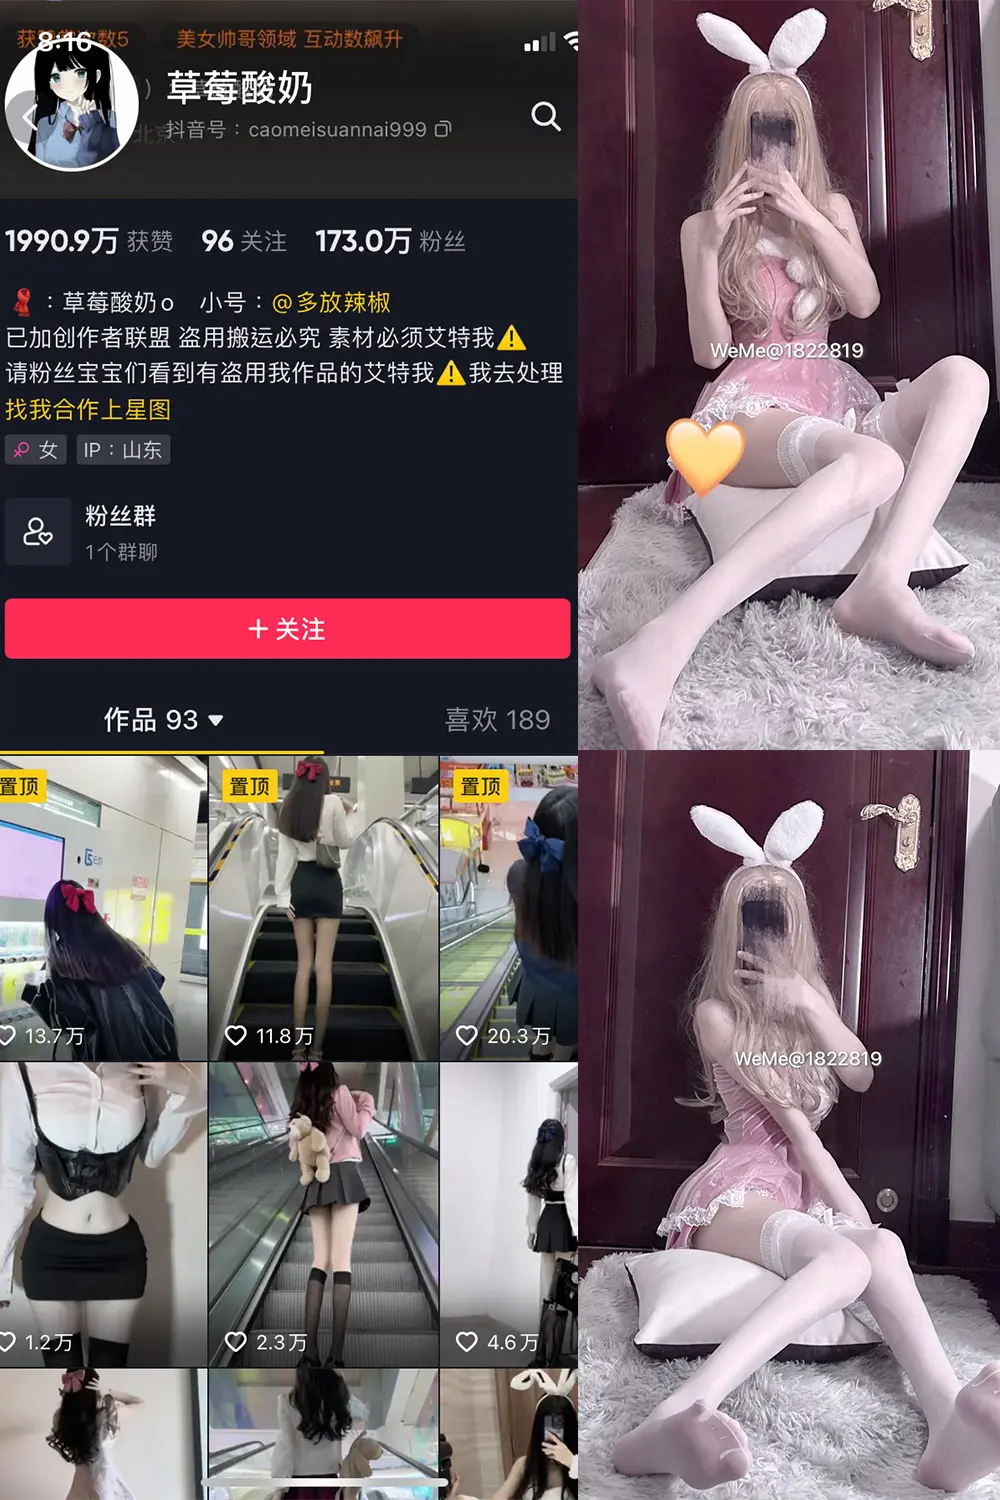 获赞
数5
美女帅哥领域 互动数飙升
8:16
草莓酸奶
抖音号：caomeisuannai999
北京
1990.9万 获赞 96 关注 173.0万 粉丝
：草莓酸奶o 小号：@多放辣椒
已加创作者联盟 盗用搬运必究 素材必须艾特我
请粉丝宝宝们看到有盗用我作品的艾特我 我去处理
找我合作上星图
女 IP：山东
粉丝群
1个群聊
+ 关注
作品 93
喜欢 189
置顶
置顶
置顶
13.7万
11.8万
20.3万
1.2万
2.3万
4.6万
WeMe@1822819
WeMe@1822819